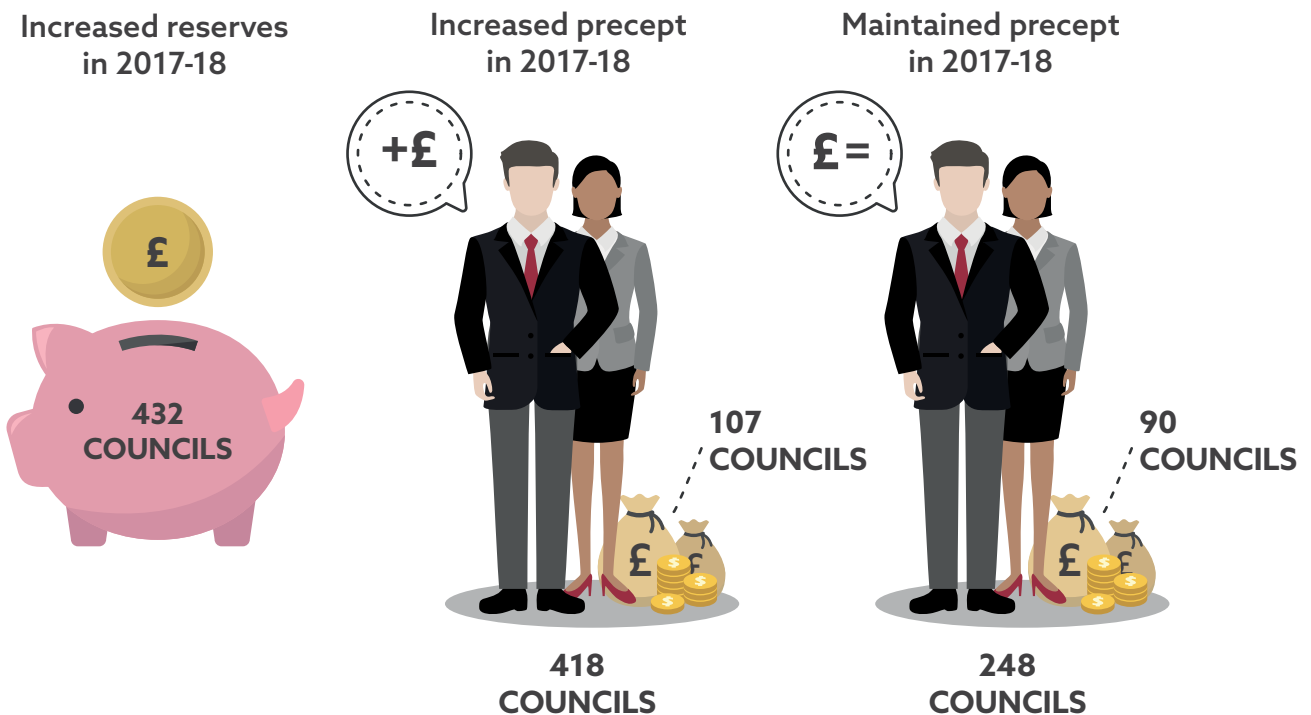 Increased reserves
in 2017-18
£
432
COUNCILS
Increased precept
in 2017-18
+£
107
COUNCILS
£
£
$
$
$
418
COUNCILS
Maintained precept
in 2017-18
£=
90
COUNCILS
£
£
$
$
$
248
COUNCILS